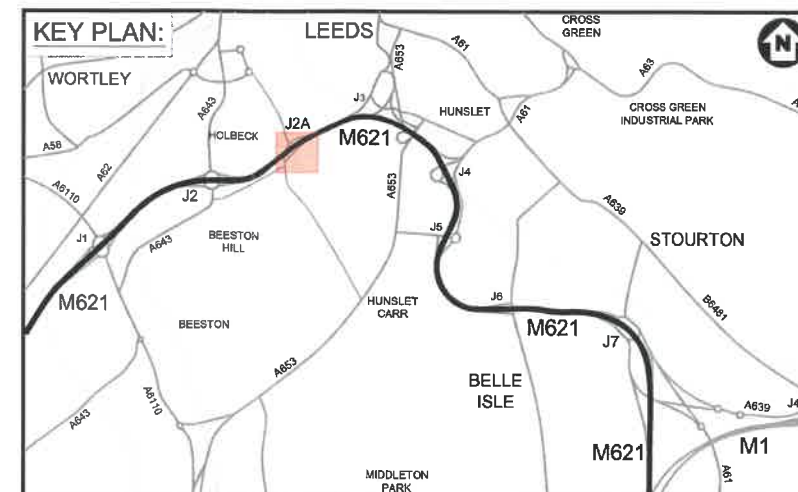 KEY PLAN:
LEEDS
CROSS
GREEN
N
WORTLEY
A653
A61
A63
A643
J3
HUNSLET
A61
CROSS GREEN
INDUSTRIAL PARK
HOLBECK
J2A
M621
A58
A62
A6110
J2
J4
A653
A639
J1
A643
BEESTON
HILL
J5
STOURTON
M621
HUNSLET
CARR
J6
B6481
BEESTON
M621
J7
A653
BELLE
ISLE
A6110
A643
A639
J4
M621
M1
A61
MIDDLETON
PARK